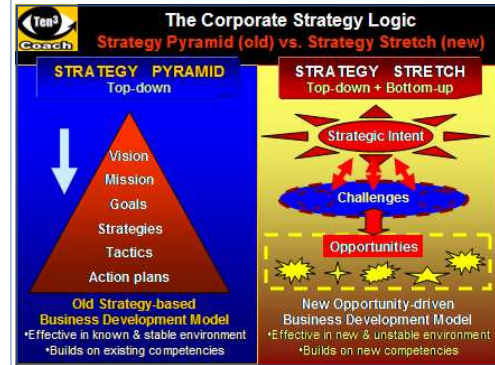 Ten3
Coach
The Corporate Strategy Logic
Strategy Pyramid (old) vs. Strategy Stretch (new)
STRATEGY PYRAMID
Top-down
Vision
Mission
Goals
Strategies
Tactics
Action plans
Old Strategy-based
Business Development Model
•Effective in known & stable environment
•Builds on existing competencies
STRATEGY STRETCH
Top-down + Bottom-up
Strategic Intent
Challenges
Opportunities
New Opportunity-driven
Business Development Model
•Effective in new & unstable environment
•Builds on new competencies